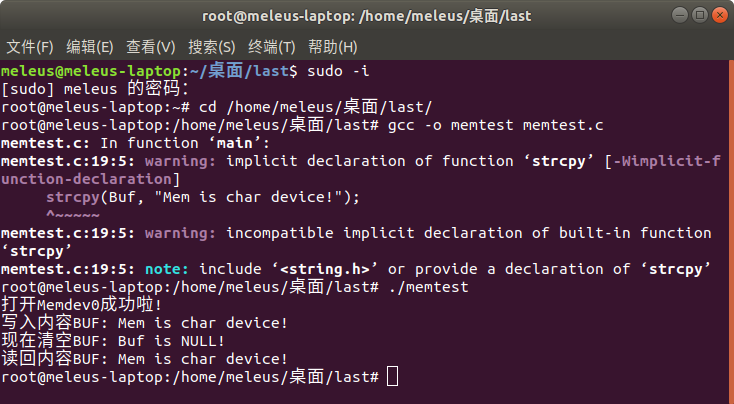 root@meleus-laptop: /home/meleus/桌面/last
文件(F) 编辑(E) 查看(V) 搜索(S) 终端(T) 帮助(H)
meleus@meleus-laptop:~/桌面/last$ sudo -i
[sudo] meleus 的密码：
root@meleus-laptop:~# cd /home/meleus/桌面/last/
root@meleus-laptop:/home/meleus/桌面/last# gcc -o memtest memtest.c
memtest.c: In function ‘main’:
memtest.c:19:5: warning: implicit declaration of function ‘strcpy’ [-Wimplicit-f
unction-declaration]
     strcpy(Buf, "Mem is char device!");
     ^~~~~~
memtest.c:19:5: warning: incompatible implicit declaration of built-in function
‘strcpy’
memtest.c:19:5: note: include ‘<string.h>’ or provide a declaration of ‘strcpy’
root@meleus-laptop:/home/meleus/桌面/last# ./memtest
打开Memdev0成功啦!
写入内容BUF: Mem is char device!
现在清空BUF: Buf is NULL!
读回内容BUF: Mem is char device!
root@meleus-laptop:/home/meleus/桌面/last#